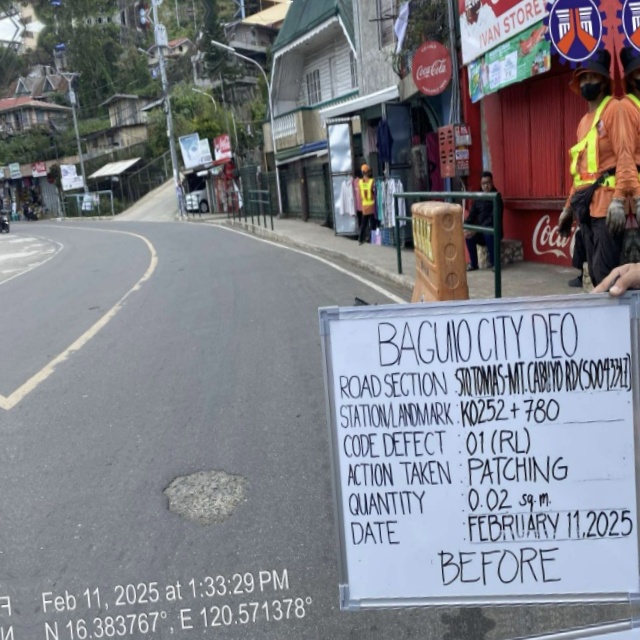 IVAN STORE
Coca-Cola
Coca-Cola
BAGUIO CITY DEO
ROAD SECTION STO TOMAS-MT. CABUYO RD (S00432BZ)
STATION/LANDMARK: K0252 + 780
CODE DEFECT : 01 (RL)
ACTION TAKEN : PATCHING
QUANTITY : 0.02 sq.m.
DATE : FEBRUARY 11, 2025
BEFORE
Feb 11, 2025 at 1:33:29 PM
N 16.383767°, E 120.571378°